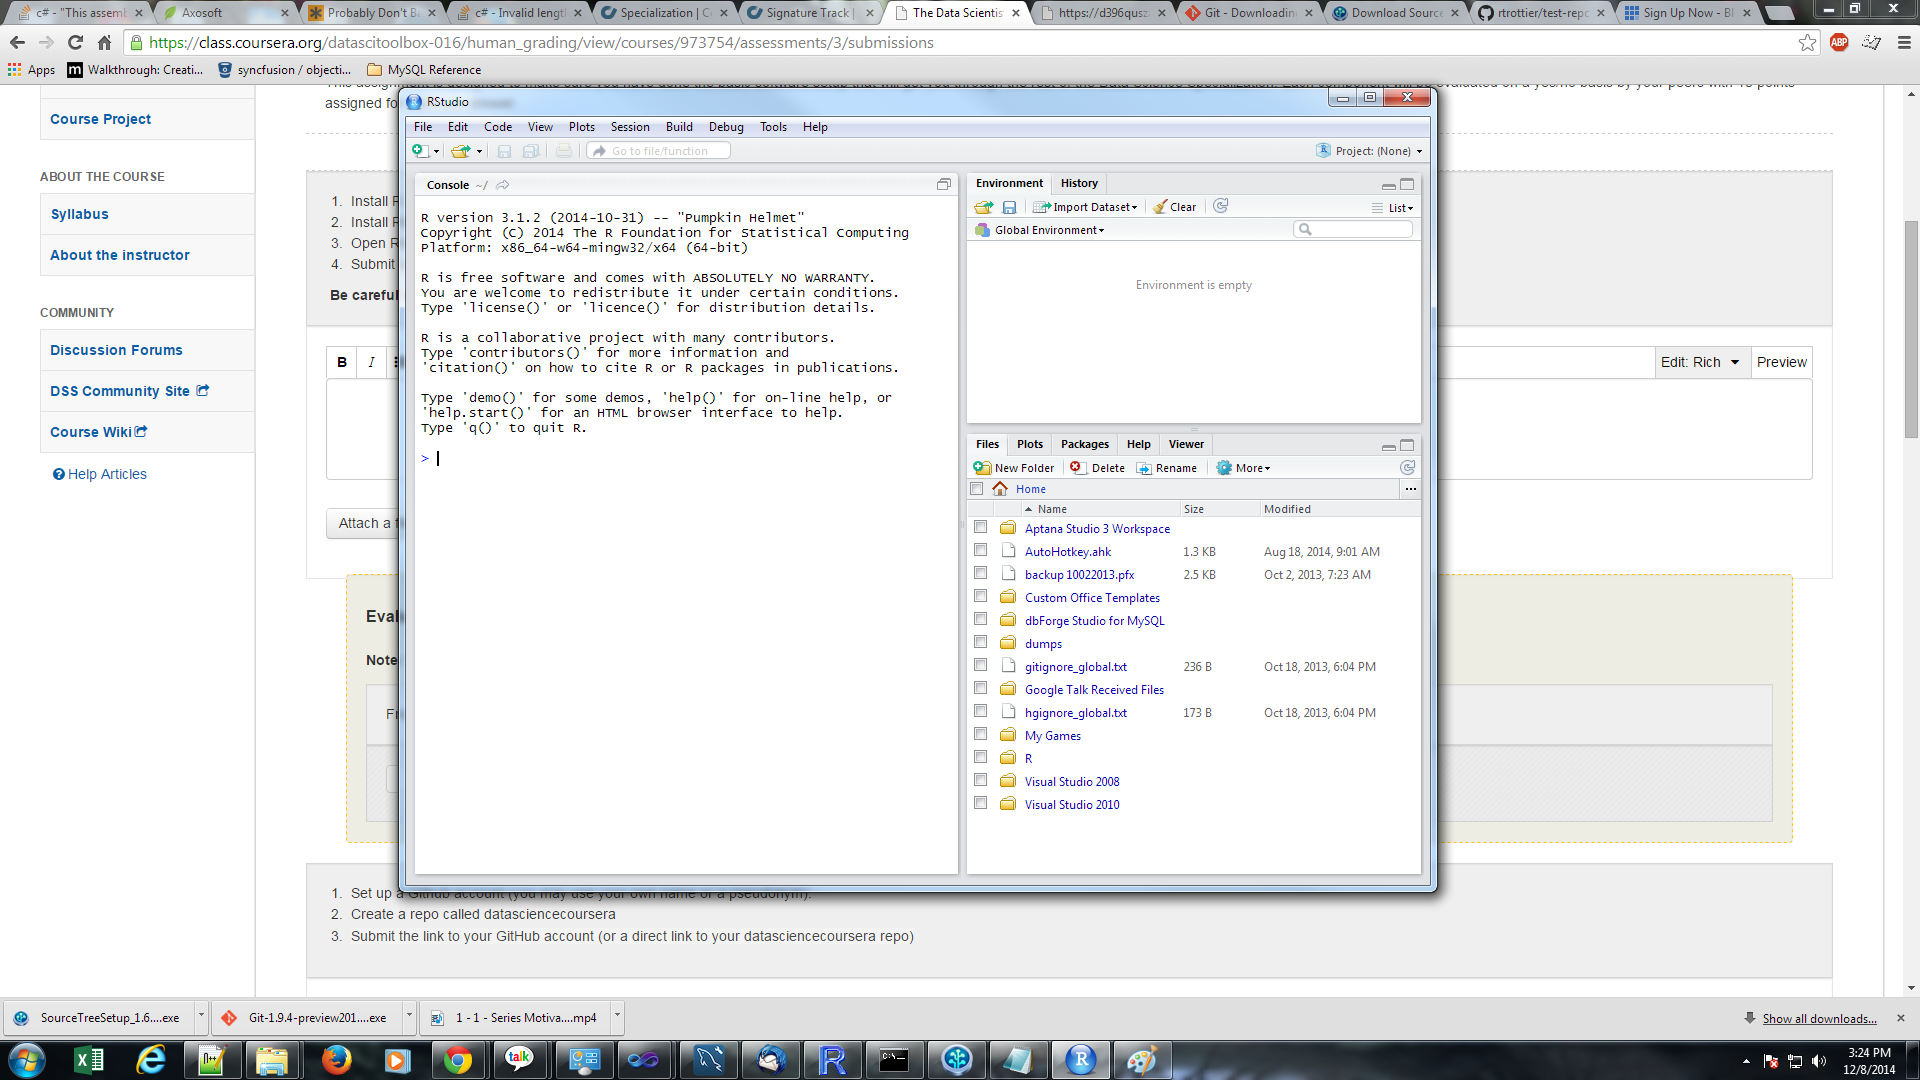 c# - "This assemb
Axosoft
Probably Don't Be
c# - Invalid length
Specialization | C
Signature Track |
The Data Scientis
https://d396qusz
Git - Downloadin
Download Source
rtrottier/test-repo
Sign Up Now - Bl
https://class.coursera.org/datascitoolbox-016/human_grading/view/courses/973754/assessments/3/submissions
ABP
Apps
Walkthrough: Creati...
syncfusion / objecti...
MySQL Reference
assigned fo
Course Project
ABOUT THE COURSE
Syllabus
About the instructor
COMMUNITY
Discussion Forums
DSS Community Site
Course Wiki
Help Articles
1. Install R
2. Install R
3. Open R
4. Submit
Be careful
B I
Edit: Rich
Preview
Attach a f
Eval
Note
Fr
RStudio
File Edit Code View Plots Session Build Debug Tools Help
Go to file/function
Project: (None)
Console ~/
R version 3.1.2 (2014-10-31) -- "Pumpkin Helmet"
Copyright (C) 2014 The R Foundation for Statistical Computing
Platform: x86_64-w64-mingw32/x64 (64-bit)
R is free software and comes with ABSOLUTELY NO WARRANTY.
You are welcome to redistribute it under certain conditions.
Type 'license()' or 'licence()' for distribution details.
R is a collaborative project with many contributors.
Type 'contributors()' for more information and
'citation()' on how to cite R or R packages in publications.
Type 'demo()' for some demos, 'help()' for on-line help, or
'help.start()' for an HTML browser interface to help.
Type 'q()' to quit R.
>
Environment History
Import Dataset Clear List
Global Environment
Environment is empty
Files Plots Packages Help Viewer
New Folder Delete Rename More
Home ...
Name Size Modified
Aptana Studio 3 Workspace
AutoHotkey.ahk 1.3 KB Aug 18, 2014, 9:01 AM
backup 10022013.pfx 2.5 KB Oct 2, 2013, 7:23 AM
Custom Office Templates
dbForge Studio for MySQL
dumps
gitignore_global.txt 236 B Oct 18, 2013, 6:04 PM
Google Talk Received Files
hgignore_global.txt 173 B Oct 18, 2013, 6:04 PM
My Games
R
Visual Studio 2008
Visual Studio 2010
1. Set up a Github account (you may use your own name or a pseudonym).
2. Create a repo called datasciencecoursera
3. Submit the link to your GitHub account (or a direct link to your datasciencecoursera repo)
SourceTreeSetup_1.6....exe
Git-1.9.4-preview201....exe
1 - 1 - Series Motiva....mp4
Show all downloads...
talk
3:24 PM
12/8/2014